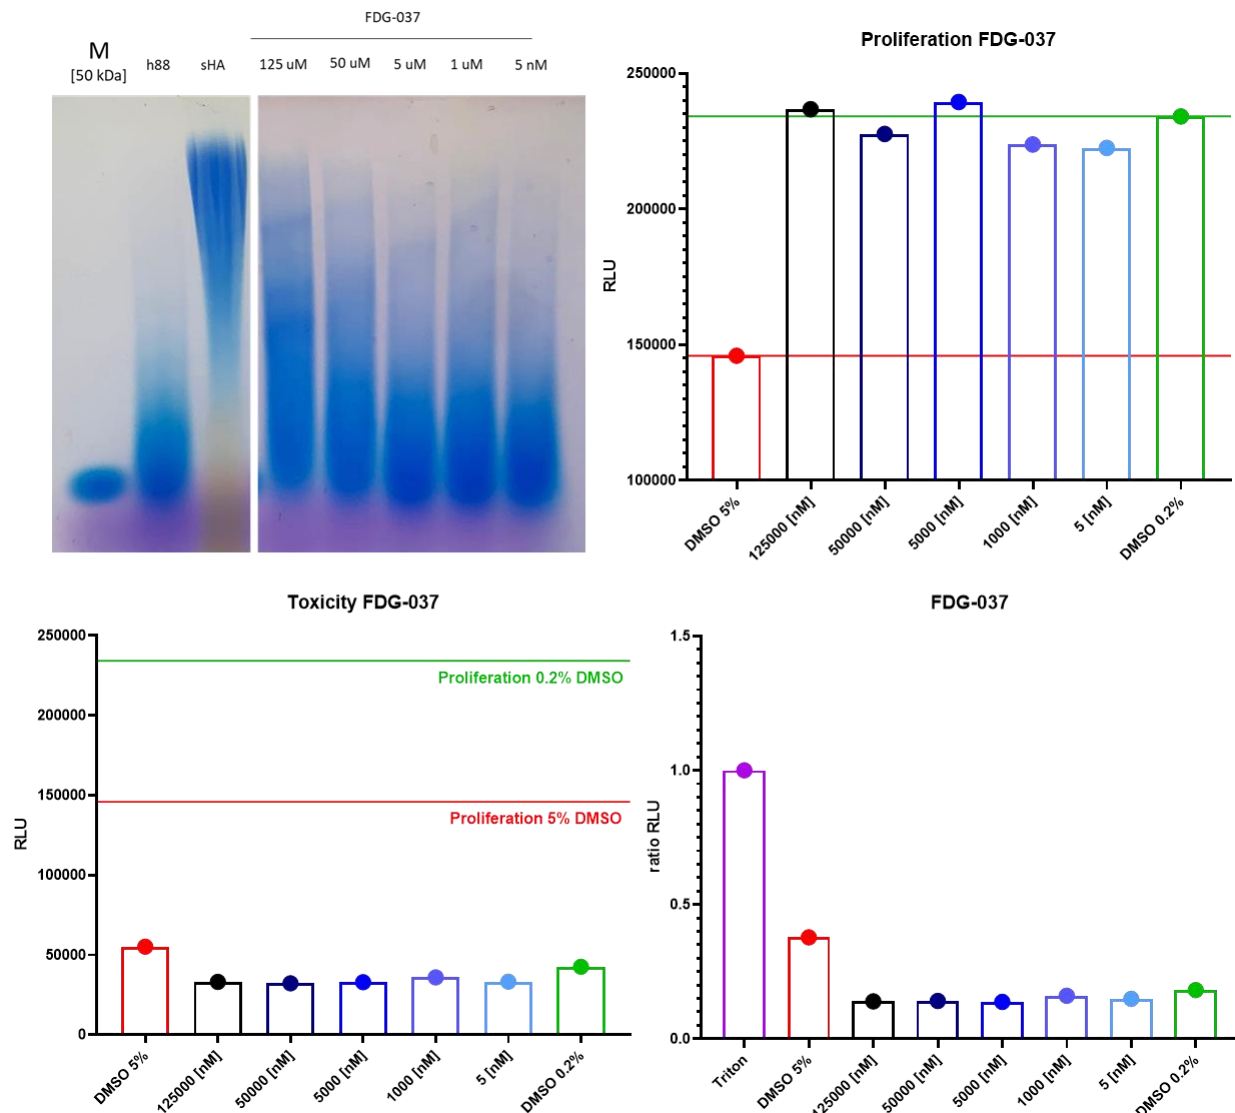 FDG-037
M
[50 kDa]
h88
sHA
125 uM
50 uM
5 uM
1 uM
5 nM
Proliferation FDG-037
250000
200000
150000
100000
RLU
DMSO 5%
125000 [nM]
50000 [nM]
5000 [nM]
1000 [nM]
5 [nM]
DMSO 0.2%
Toxicity FDG-037
250000
200000
150000
100000
50000
0
RLU
Proliferation 0.2% DMSO
Proliferation 5% DMSO
DMSO 5%
125000 [nM]
50000 [nM]
5000 [nM]
1000 [nM]
5 [nM]
DMSO 0.2%
FDG-037
1.5
1.0
0.5
0.0
ratio RLU
Triton
DMSO 5%
125000 [nM]
50000 [nM]
5000 [nM]
1000 [nM]
5 [nM]
DMSO 0.2%